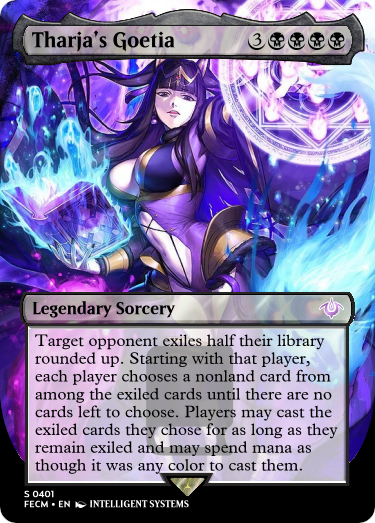 Tharja's Goetia 3
Legendary Sorcery
Target opponent exiles half their library
rounded up. Starting with that player,
each player chooses a nonland card from
among the exiled cards until there are no
cards left to choose. Players may cast the
exiled cards they chose for as long as they
remain exiled and may spend mana as
though it was any color to cast them.
S 0401
FECM • EN INTELLIGENT SYSTEMS